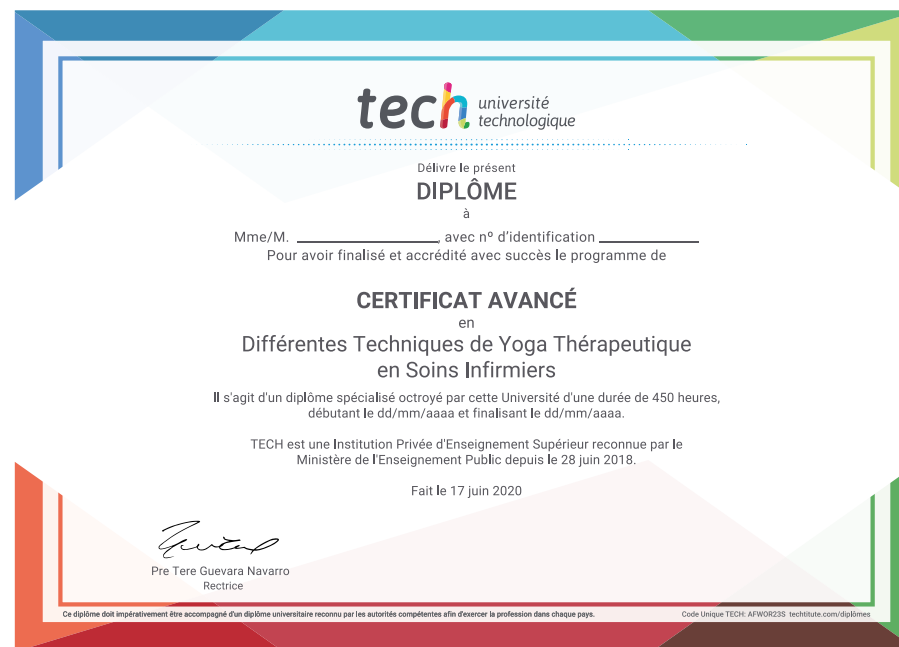 tech université
technologique
Délivre le présent
DIPLÔME
à
Mme/M. ____________________, avec nº d'identification ______________
Pour avoir finalisé et accrédité avec succès le programme de
CERTIFICAT AVANCÉ
en
Différentes Techniques de Yoga Thérapeutique
en Soins Infirmiers
Il s'agit d'un diplôme spécialisé octroyé par cette Université d'une durée de 450 heures,
débutant le dd/mm/aaaa et finalisant le dd/mm/aaaa.
TECH est une Institution Privée d'Enseignement Supérieur reconnue par le
Ministère de l'Enseignement Public depuis le 28 juin 2018.
Fait le 17 juin 2020
Pre Tere Guevara Navarro
Rectrice
Ce diplôme doit impérativement être accompagné d'un diplôme universitaire reconnu par les autorités compétentes afin d'exercer la profession dans chaque pays.
Code Unique TECH: AFWOR23S techtitute.com/diplômes